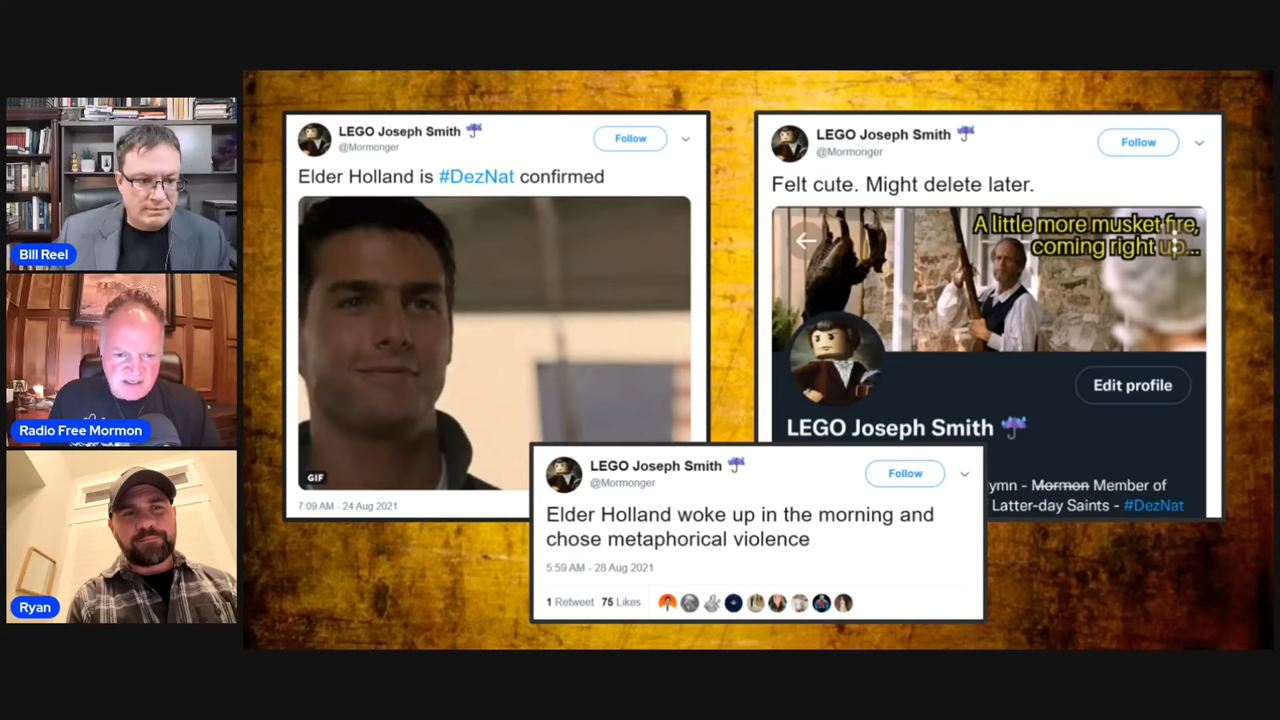 Bill Reel
Radio Free Mormon
Ryan
LEGO Joseph Smith
@Mormonger
Follow
Elder Holland is #DezNat confirmed
GIF
7:09 AM - 24 Aug 2021
LEGO Joseph Smith
@Mormonger
Follow
Felt cute. Might delete later.
A little more musket fire,
coming right up...
Edit profile
LEGO Joseph Smith
ymn - Mormon Member of
Latter-day Saints - #DezNat
LEGO Joseph Smith
@Mormonger
Follow
Elder Holland woke up in the morning and
chose metaphorical violence
5:59 AM - 28 Aug 2021
1 Retweet 75 Likes